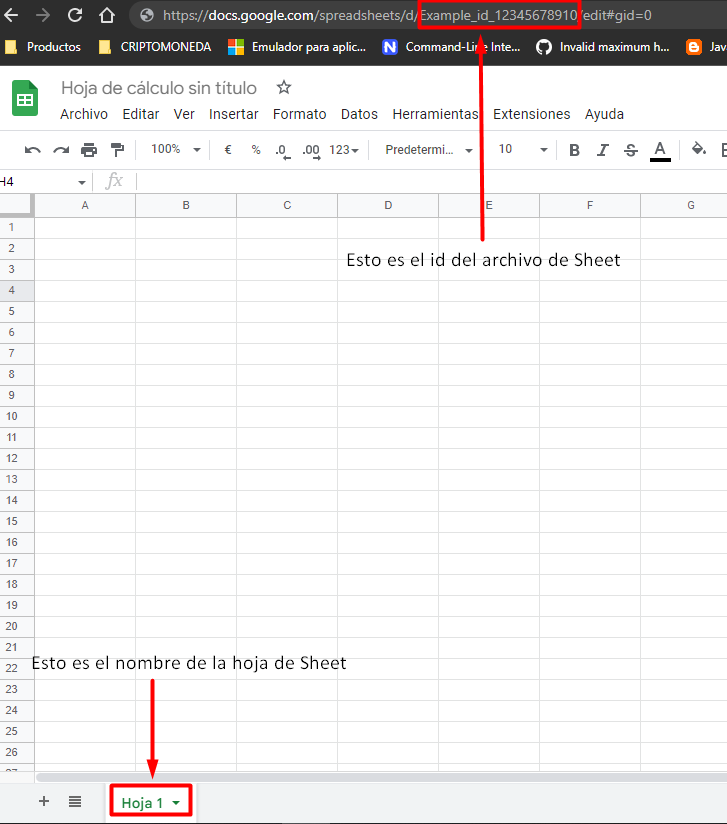 https://docs.google.com/spreadsheets/d/Example_id_12345678910/edit#gid=0
Productos CRIPTOMONEDA Emulador para aplic... N Command-Line Inte... Invalid maximum h... Jav
Hoja de cálculo sin título
Archivo Editar Ver Insertar Formato Datos Herramientas Extensiones Ayuda
100% € % .0 .00 123 Predetermi... 10 B I S A
H4 fx
A B C D E F G
1
2
Esto es el id del archivo de Sheet
3
4
5
6
7
8
9
10
11
12
13
14
15
16
17
18
19
20
21
Esto es el nombre de la hoja de Sheet
22
23
24
25
26
27
+ Hoja 1